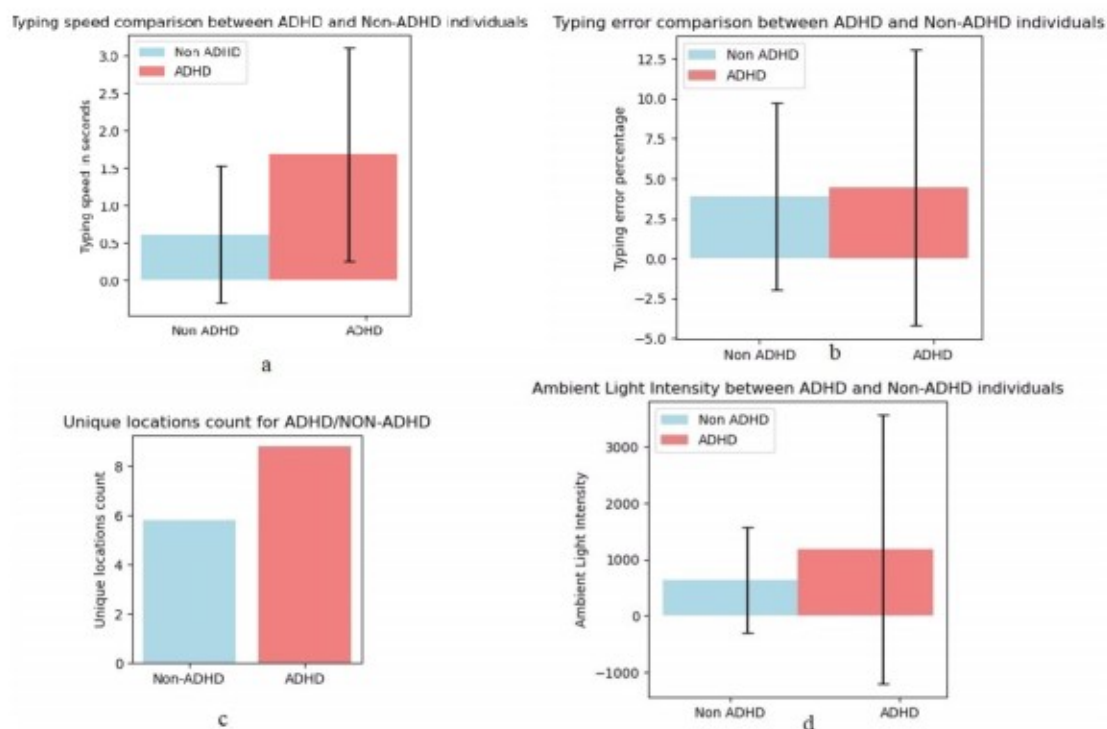 Typing speed comparison between ADHD and Non-ADHD individuals
Non ADHD
ADHD
3.0
2.5
2.0
1.5
1.0
0.5
0.0
Typing speed in seconds
Non ADHD
ADHD
a
Typing error comparison between ADHD and Non-ADHD individuals
Non ADHD
ADHD
12.5
10.0
7.5
5.0
2.5
0.0
−2.5
−5.0
Typing error percentage
Non ADHD
ADHD
b
Unique locations count for ADHD/NON-ADHD
8
6
4
2
0
Unique locations count
Non-ADHD
ADHD
c
Ambient Light Intensity between ADHD and Non-ADHD individuals
Non ADHD
ADHD
3000
2000
1000
0
−1000
Ambient Light Intensity
Non ADHD
ADHD
d